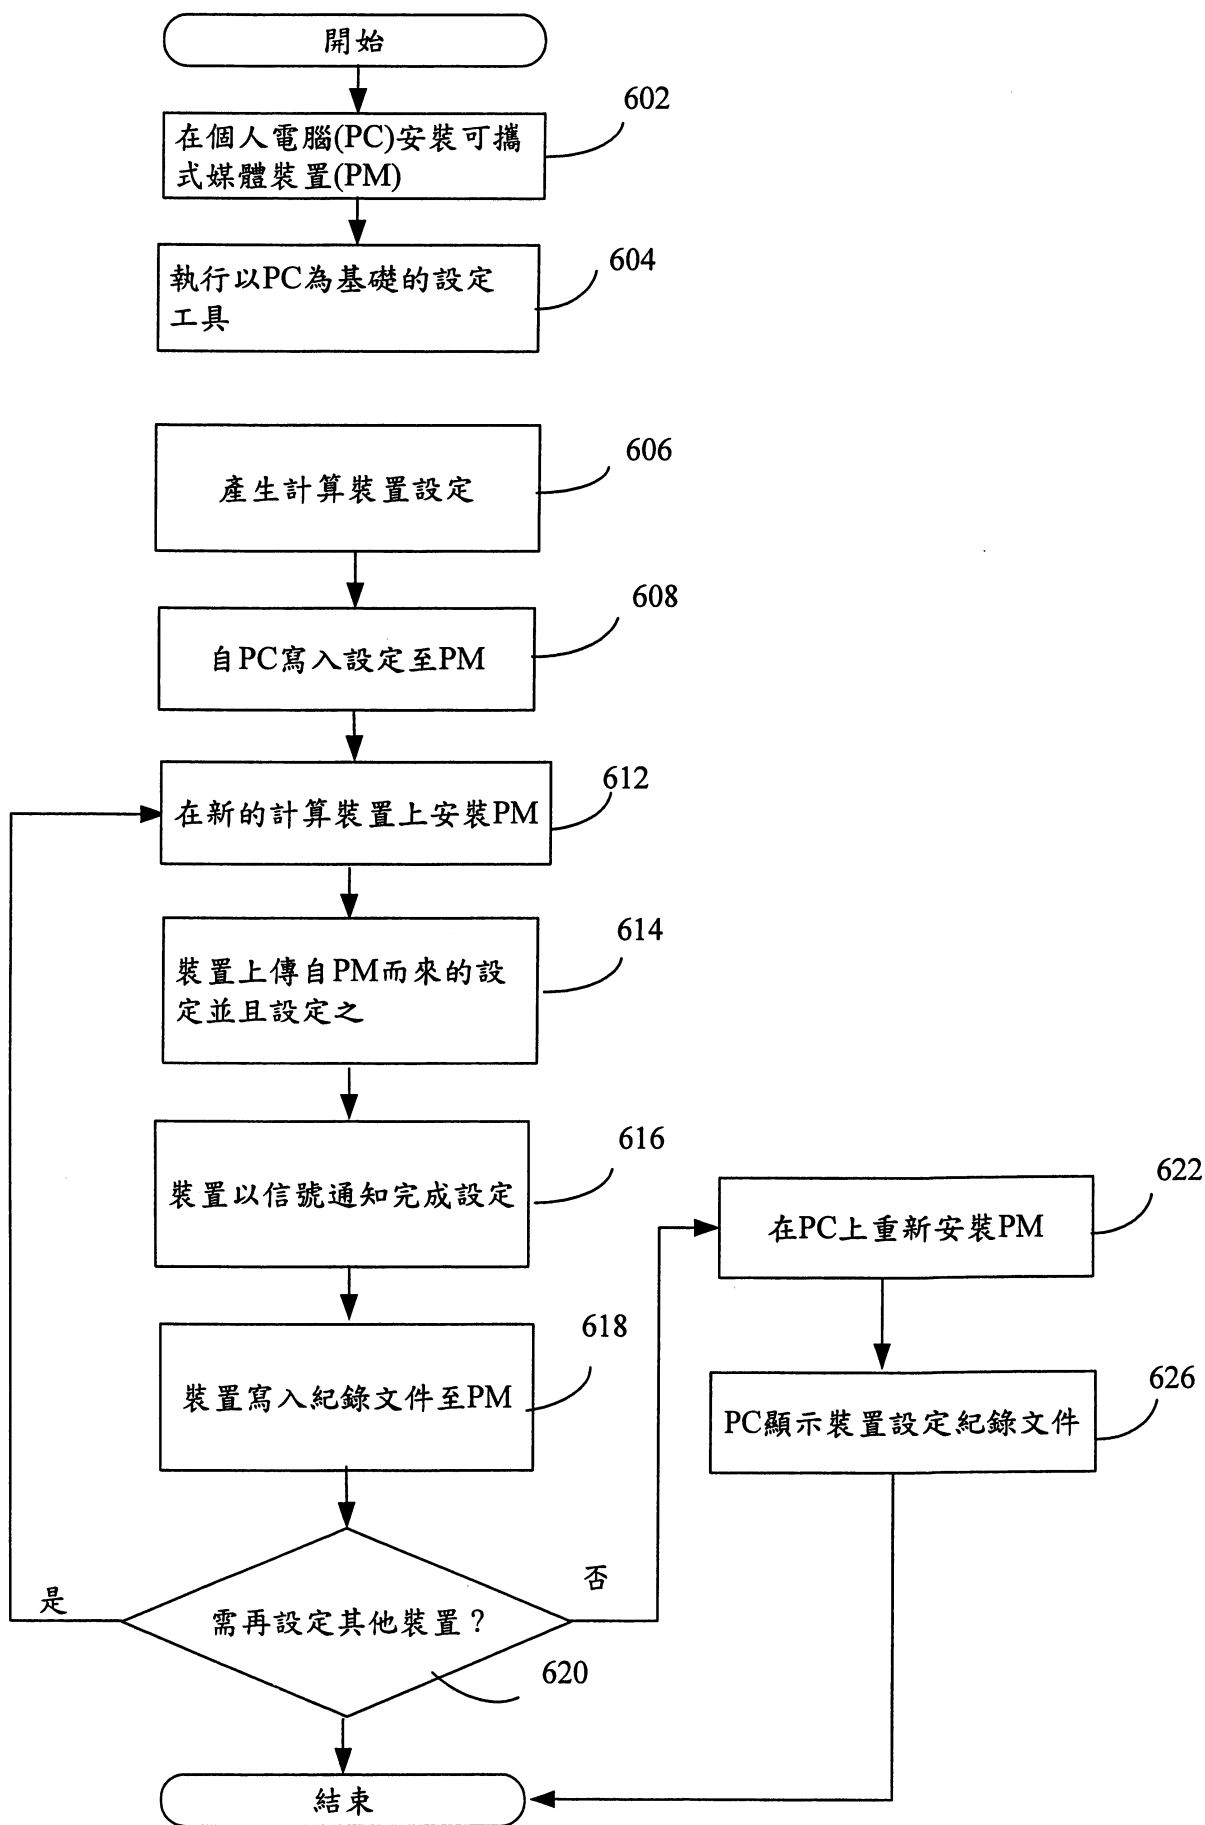 開始
602
在個人電腦(PC)安裝可攜
式媒體裝置(PM)
604
執行以PC為基礎的設定
工具
606
產生計算裝置設定
608
自PC寫入設定至PM
612
在新的計算裝置上安裝PM
614
裝置上傳自PM而來的設
定並且設定之
616
裝置以信號通知完成設定
622
在PC上重新安裝PM
618
裝置寫入紀錄文件至PM
626
PC顯示裝置設定紀錄文件
是
否
需再設定其他裝置？
620
結束